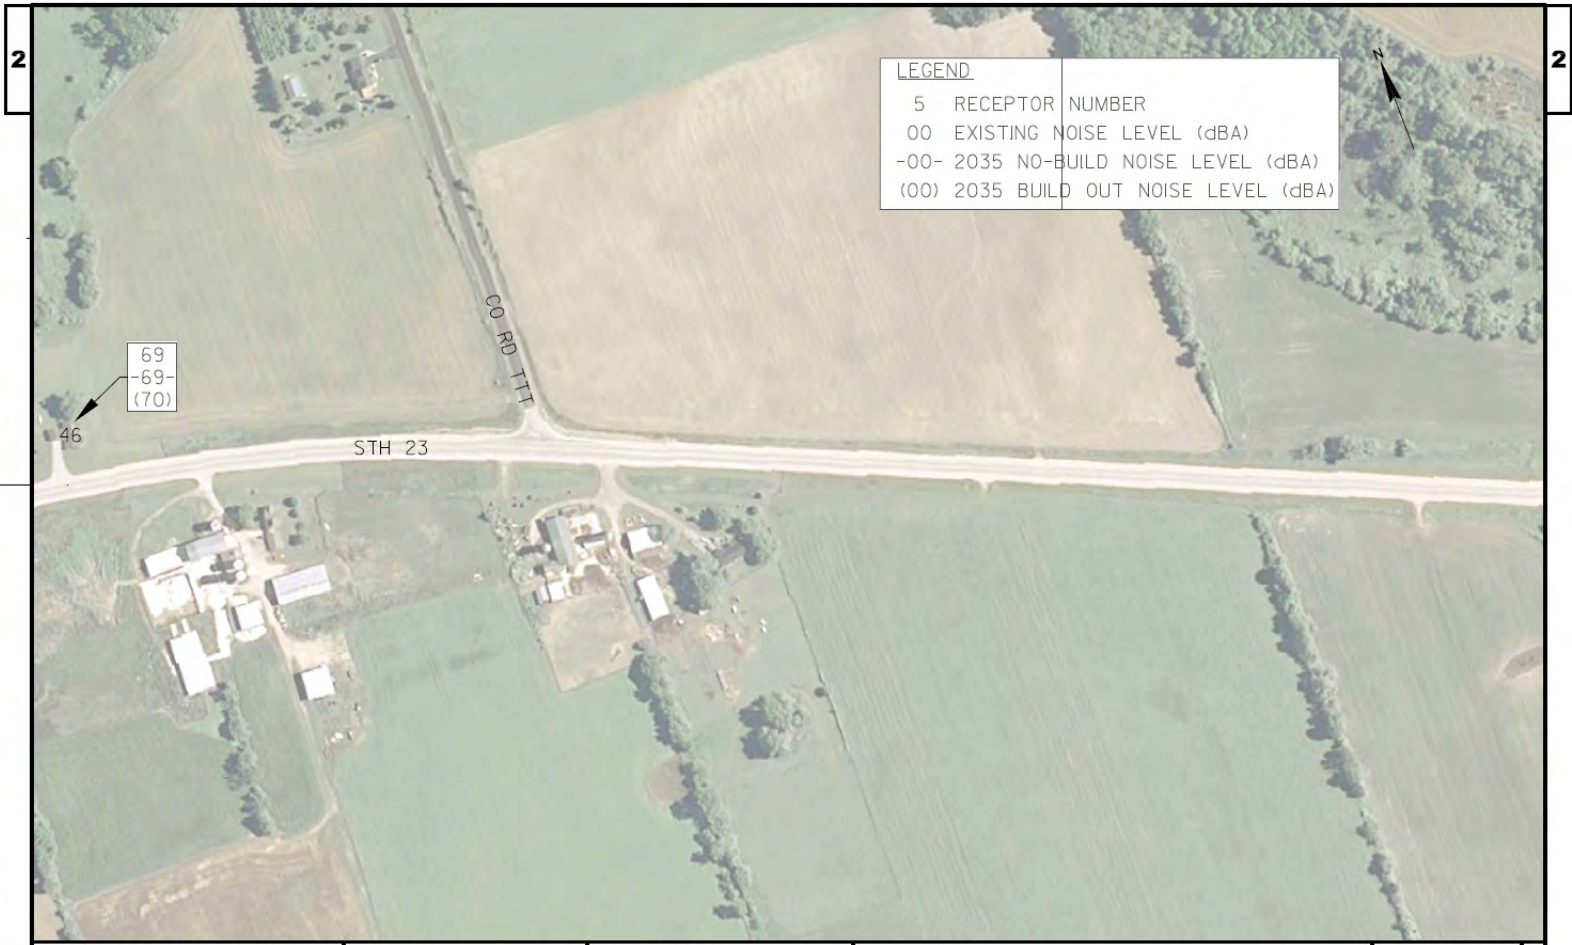 2
2
LEGEND
5 RECEPTOR NUMBER
00 EXISTING NOISE LEVEL (dBA)
-00- 2035 NO-BUILD NOISE LEVEL (dBA)
(00) 2035 BUILD OUT NOISE LEVEL (dBA)
N
CO RD TTT
69
-69-
(70)
46
STH 23